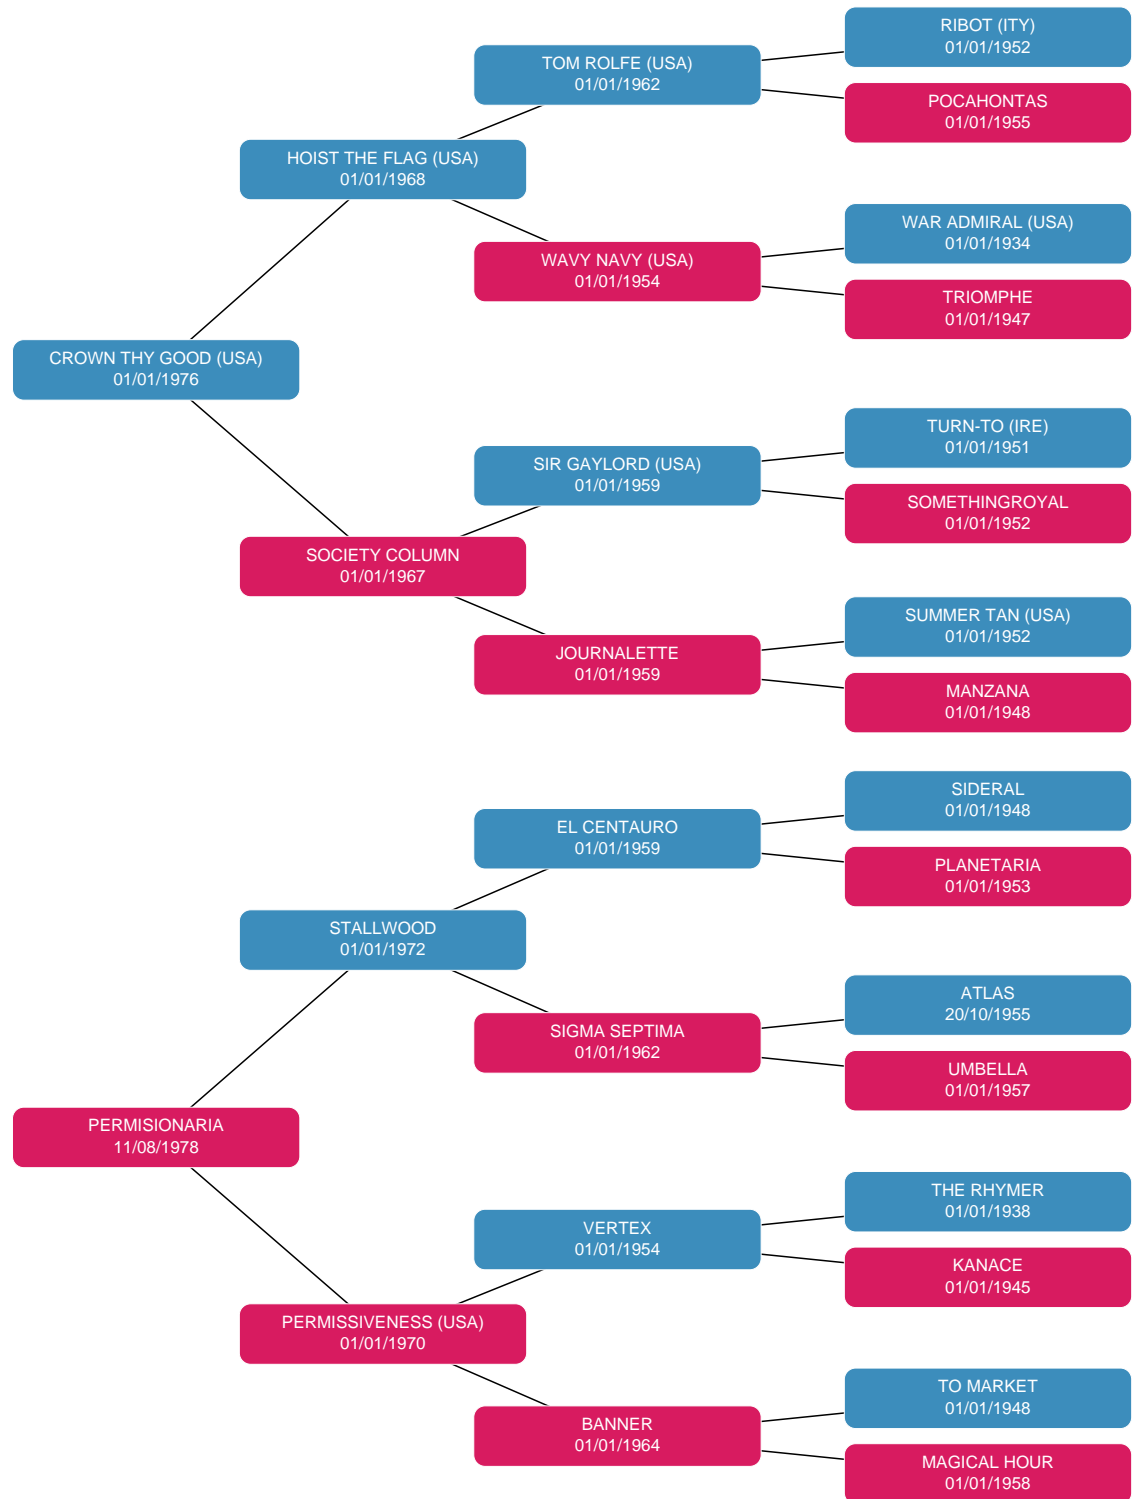 RIBOT (ITY)
01/01/1952
TOM ROLFE (USA)
01/01/1962
POCAHONTAS
01/01/1955
HOIST THE FLAG (USA)
01/01/1968
WAR ADMIRAL (USA)
01/01/1934
WAVY NAVY (USA)
01/01/1954
TRIOMPHE
01/01/1947
CROWN THY GOOD (USA)
01/01/1976
TURN-TO (IRE)
01/01/1951
SIR GAYLORD (USA)
01/01/1959
SOMETHINGROYAL
01/01/1952
SOCIETY COLUMN
01/01/1967
SUMMER TAN (USA)
01/01/1952
JOURNALETTE
01/01/1959
MANZANA
01/01/1948
SIDERAL
01/01/1948
EL CENTAURO
01/01/1959
PLANETARIA
01/01/1953
STALLWOOD
01/01/1972
ATLAS
20/10/1955
SIGMA SEPTIMA
01/01/1962
UMBELLA
01/01/1957
PERMISIONARIA
11/08/1978
THE RHYMER
01/01/1938
VERTEX
01/01/1954
KANACE
01/01/1945
PERMISSIVENESS (USA)
01/01/1970
TO MARKET
01/01/1948
BANNER
01/01/1964
MAGICAL HOUR
01/01/1958